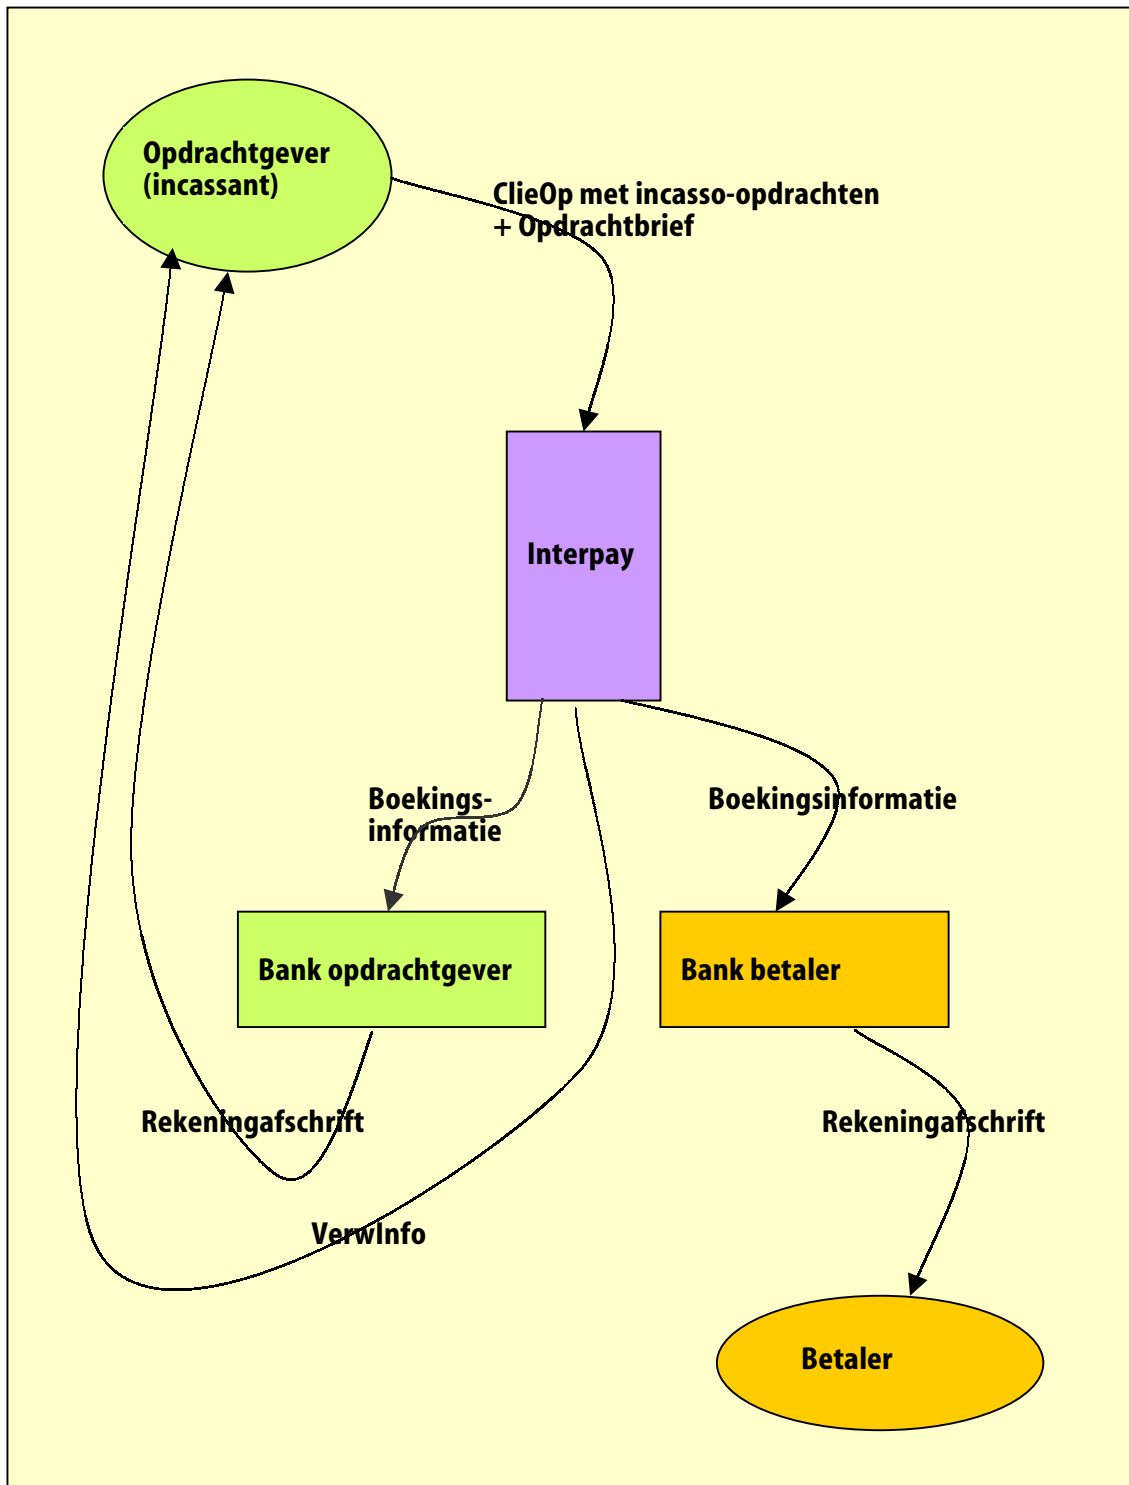 Opdrachtgever
(incassant)
ClieOp met incasso-opdrachten
+ Opdrachtbrief
Interpay
Boekings-
informatie
Boekingsinformatie
Bank opdrachtgever
Bank betaler
Rekeningafschrift
Rekeningafschrift
VerwInfo
Betaler